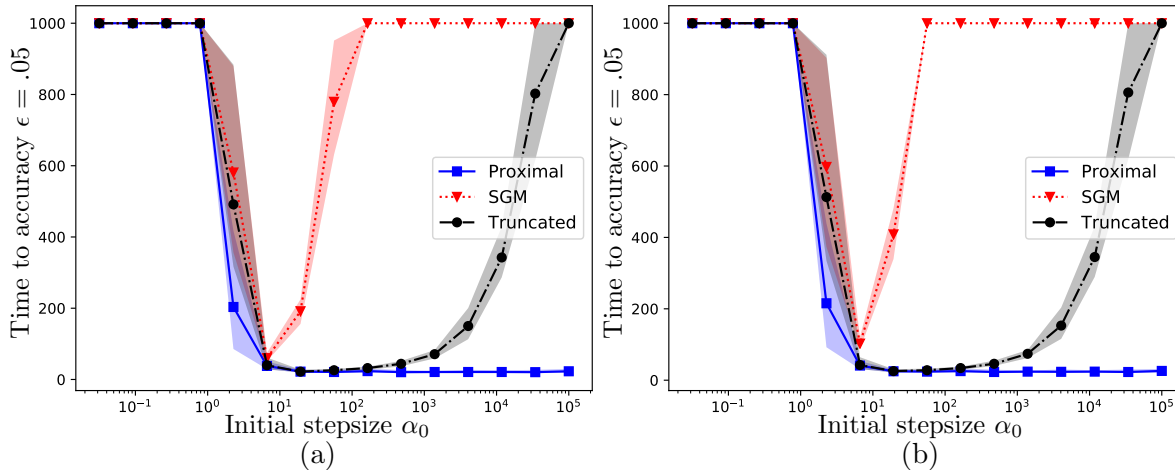 1000
800
600
400
200
0
Time to accuracy ϵ = .05
Proximal
SGM
Truncated
10⁻¹ 10⁰ 10¹ 10² 10³ 10⁴ 10⁵
Initial stepsize α₀
(a)
1000
800
600
400
200
0
Time to accuracy ϵ = .05
Proximal
SGM
Truncated
10⁻¹ 10⁰ 10¹ 10² 10³ 10⁴ 10⁵
Initial stepsize α₀
(b)